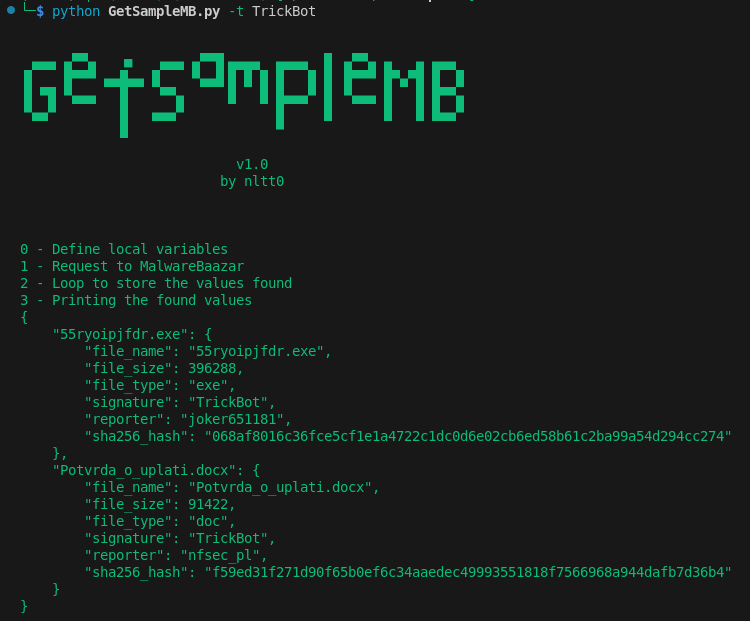 └─$ python GetSampleMB.py -t TrickBot
GetSampleMB
v1.0
by nltt0
0 - Define local variables
1 - Request to MalwareBaazar
2 - Loop to store the values found
3 - Printing the found values
{
    "55ryoipjfdr.exe": {
        "file_name": "55ryoipjfdr.exe",
        "file_size": 396288,
        "file_type": "exe",
        "signature": "TrickBot",
        "reporter": "joker651181",
        "sha256_hash": "068af8016c36fce5cf1e1a4722c1dc0d6e02cb6ed58b61c2ba99a54d294cc274"
    },
    "Potvrda_o_uplati.docx": {
        "file_name": "Potvrda_o_uplati.docx",
        "file_size": 91422,
        "file_type": "doc",
        "signature": "TrickBot",
        "reporter": "nfsec_pl",
        "sha256_hash": "f59ed31f271d90f65b0ef6c34aaedec49993551818f7566968a944dafb7d36b4"
    }
}